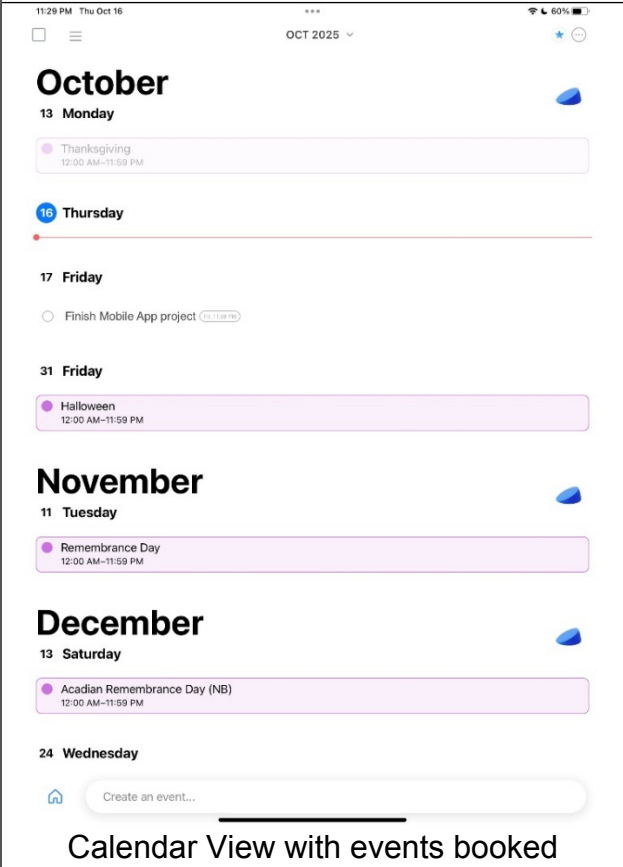 11:29 PM Thu Oct 16
60%
OCT 2025
October
13 Monday
Thanksgiving
12:00 AM–11:59 PM
16 Thursday
17 Friday
Finish Mobile App project
31 Friday
Halloween
12:00 AM–11:59 PM
November
11 Tuesday
Remembrance Day
12:00 AM–11:59 PM
December
13 Saturday
Acadian Remembrance Day (NB)
12:00 AM–11:59 PM
24 Wednesday
Create an event...
Calendar View with events booked